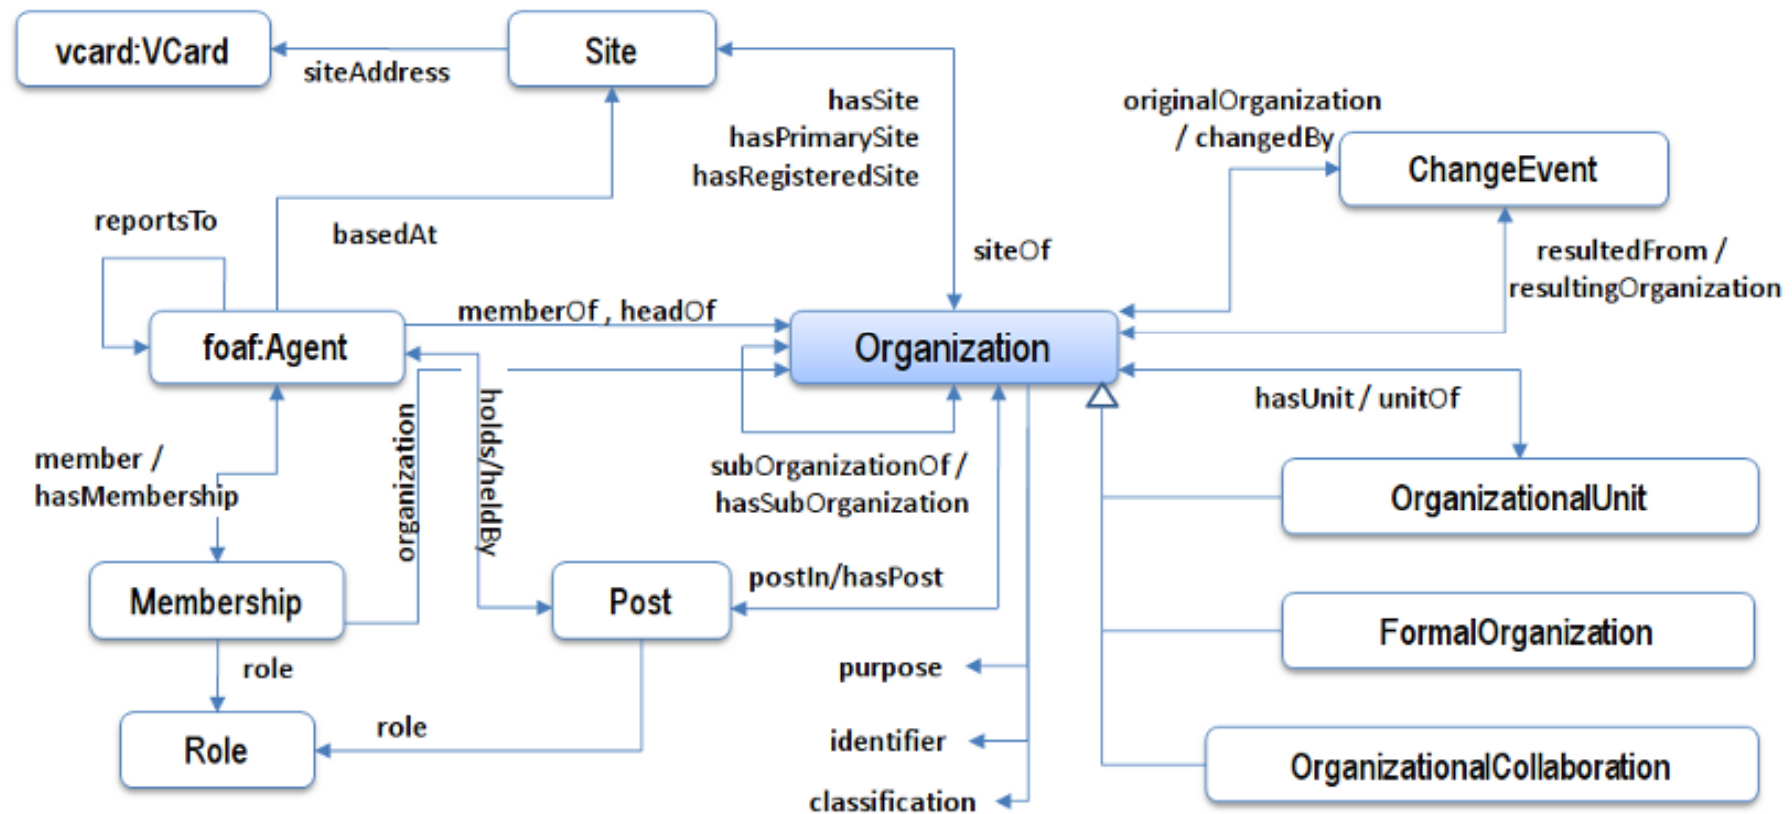 vcard:VCard
siteAddress
Site
hasSite
hasPrimarySite
hasRegisteredSite
siteOf
originalOrganization
/ changedBy
ChangeEvent
resultedFrom /
resultingOrganization
reportsTo
basedAt
foaf:Agent
memberOf , headOf
Organization
hasUnit / unitOf
member /
hasMembership
organization
holds/heldBy
subOrganizationOf /
hasSubOrganization
OrganizationalUnit
Membership
Post
postIn/hasPost
FormalOrganization
role
purpose
Role
role
identifier
OrganizationalCollaboration
classification